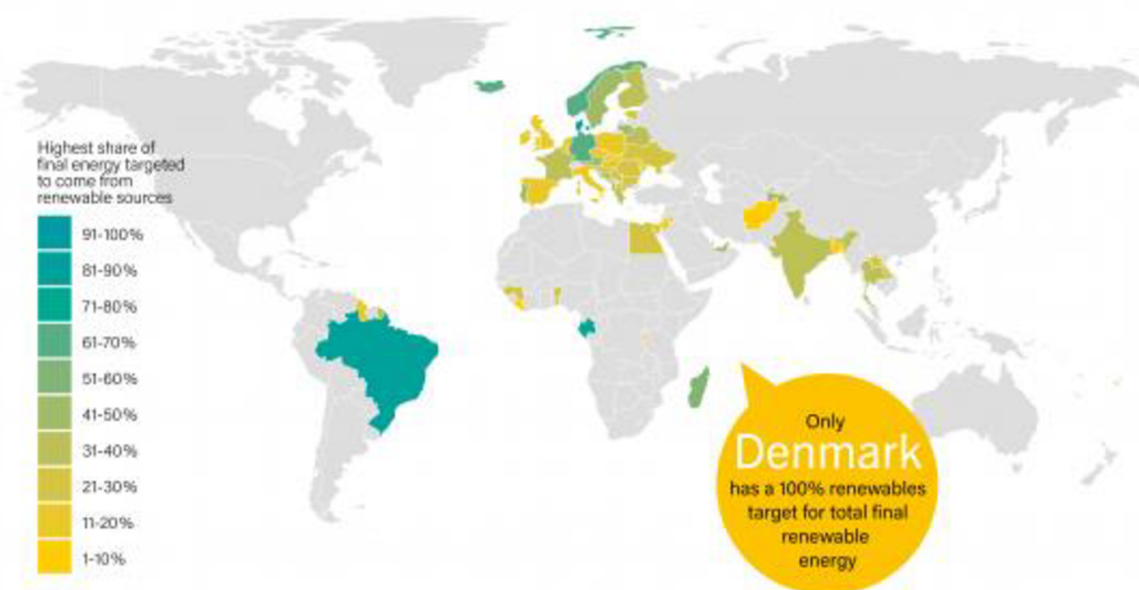 Highest share of
final energy targeted
to come from
renewable sources
91-100%
81-90%
71-80%
61-70%
51-60%
41-50%
31-40%
21-30%
11-20%
1-10%
Only
Denmark
has a 100% renewables
target for total final
renewable
energy